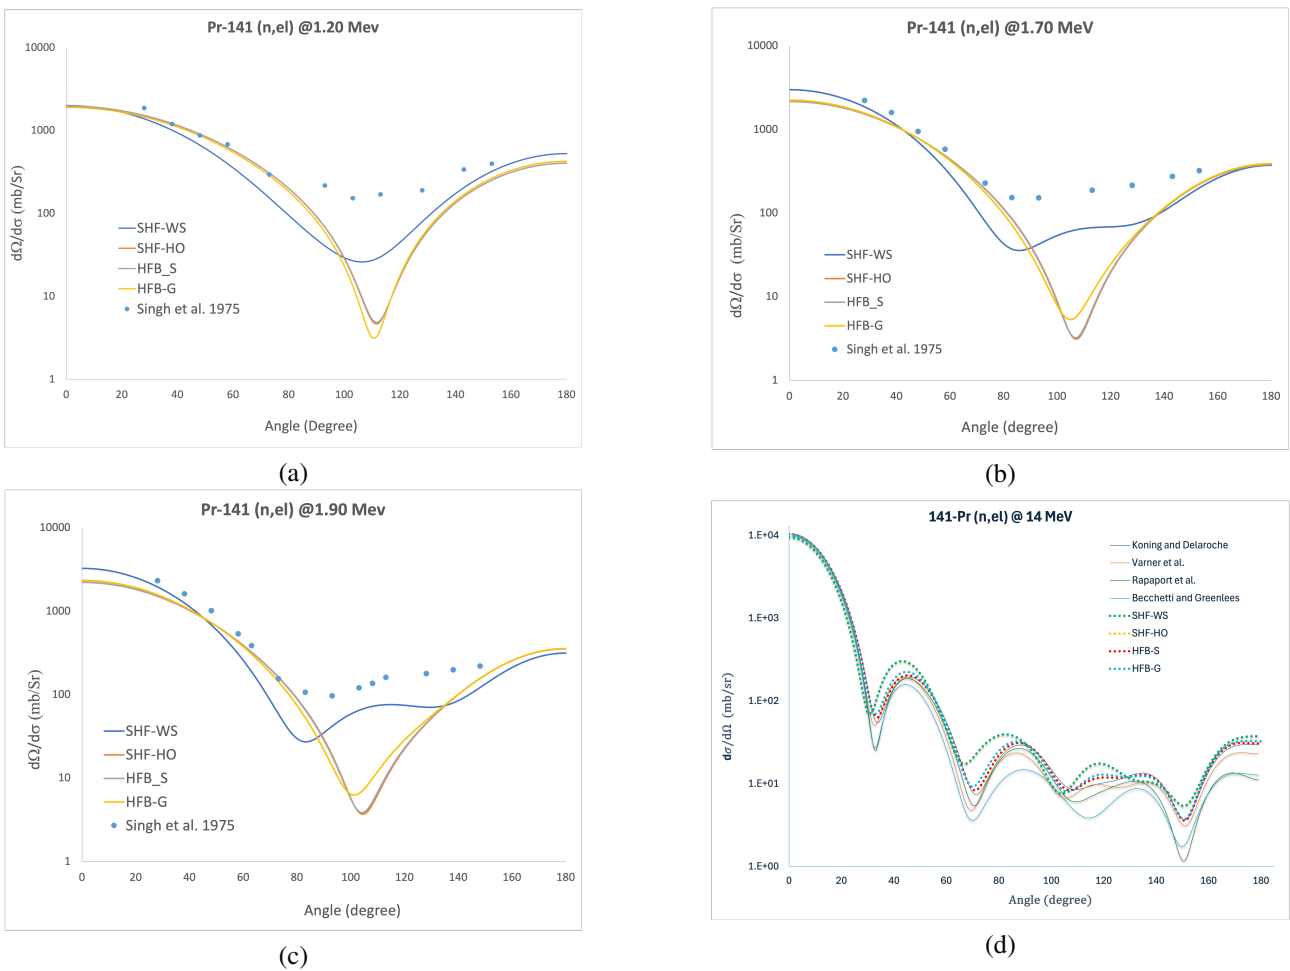 Pr-141 (n,el) @1.20 Mev
dΩ/dσ (mb/Sr)
10000
1000
100
10
1
SHF-WS
SHF-HO
HFB_S
HFB-G
Singh et al. 1975
0 20 40 60 80 100 120 140 160 180
Angle (Degree)
(a)
Pr-141 (n,el) @1.70 MeV
dΩ/dσ (mb/Sr)
10000
1000
100
10
1
SHF-WS
SHF-HO
HFB_S
HFB-G
Singh et al. 1975
0 20 40 60 80 100 120 140 160 180
Angle (degree)
(b)
Pr-141 (n,el) @1.90 Mev
dΩ/dσ (mb/Sr)
10000
1000
100
10
1
SHF-WS
SHF-HO
HFB_S
HFB-G
Singh et al. 1975
0 20 40 60 80 100 120 140 160 180
Angle (degree)
(c)
141-Pr (n,el) @ 14 MeV
dσ/dΩ (mb/sr)
1.E+04
1.E+03
1.E+02
1.E+01
1.E+00
Koning and Delaroche
Varner et al.
Rapaport et al.
Becchetti and Greenlees
SHF-WS
SHF-HO
HFB-S
HFB-G
0 20 40 60 80 100 120 140 160 180
Angle (degree)
(d)